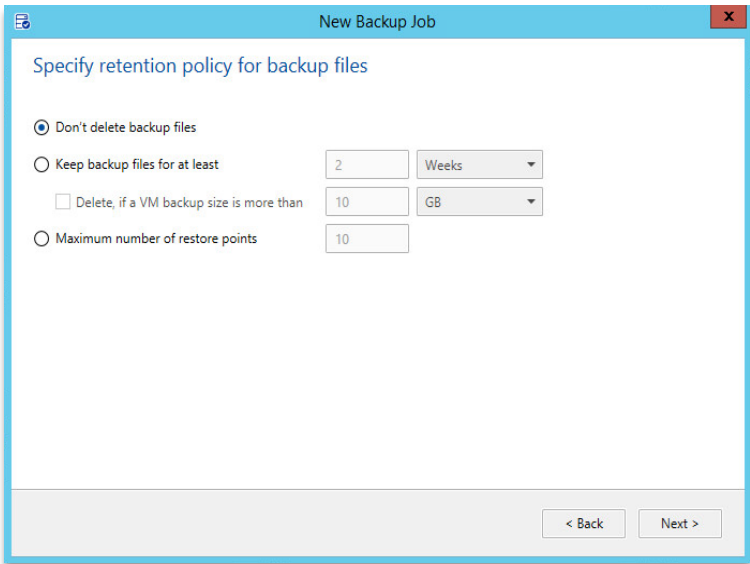 New Backup Job
x
Specify retention policy for backup files
Don't delete backup files
Keep backup files for at least 2 Weeks
Delete, if a VM backup size is more than 10 GB
Maximum number of restore points 10
< Back Next >